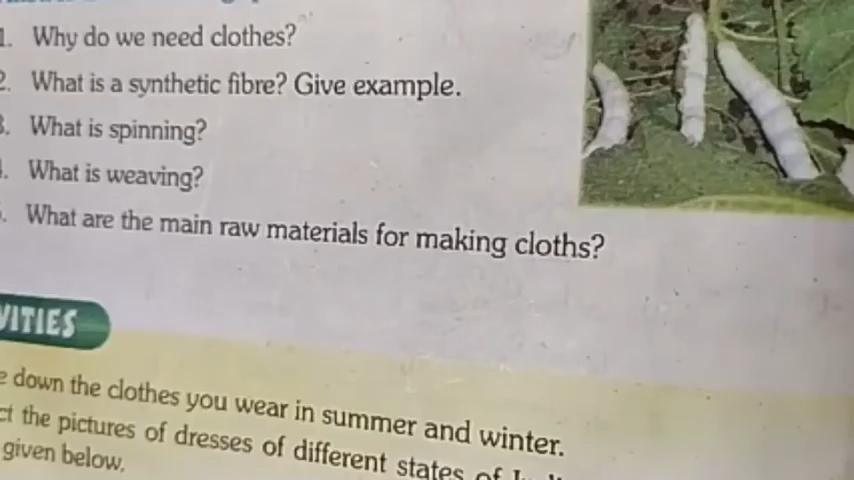 1. Why do we need clothes?
2. What is a synthetic fibre? Give example.
3. What is spinning?
. What is weaving?
. What are the main raw materials for making cloths?
VITIES
e down the clothes you wear in summer and winter.
ct the pictures of dresses of different states of
given below.